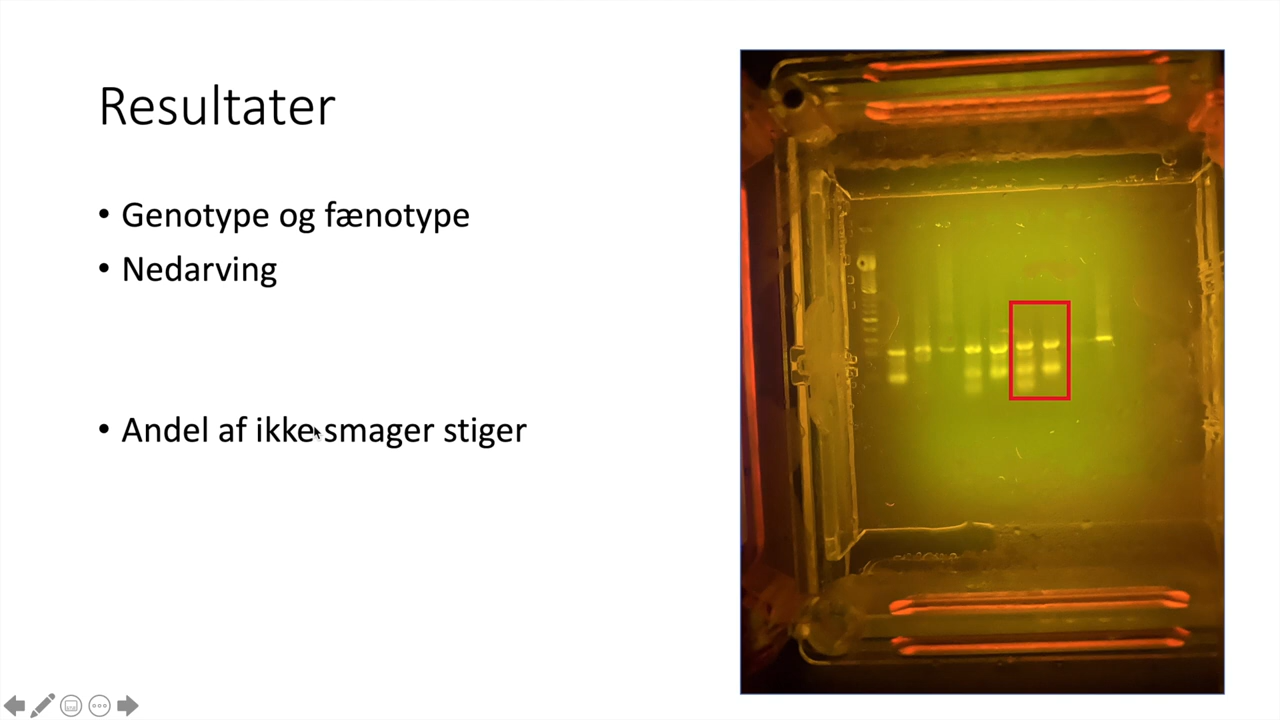 Resultater
• Genotype og fænotype
• Nedarving
• Andel af ikke-smager stiger